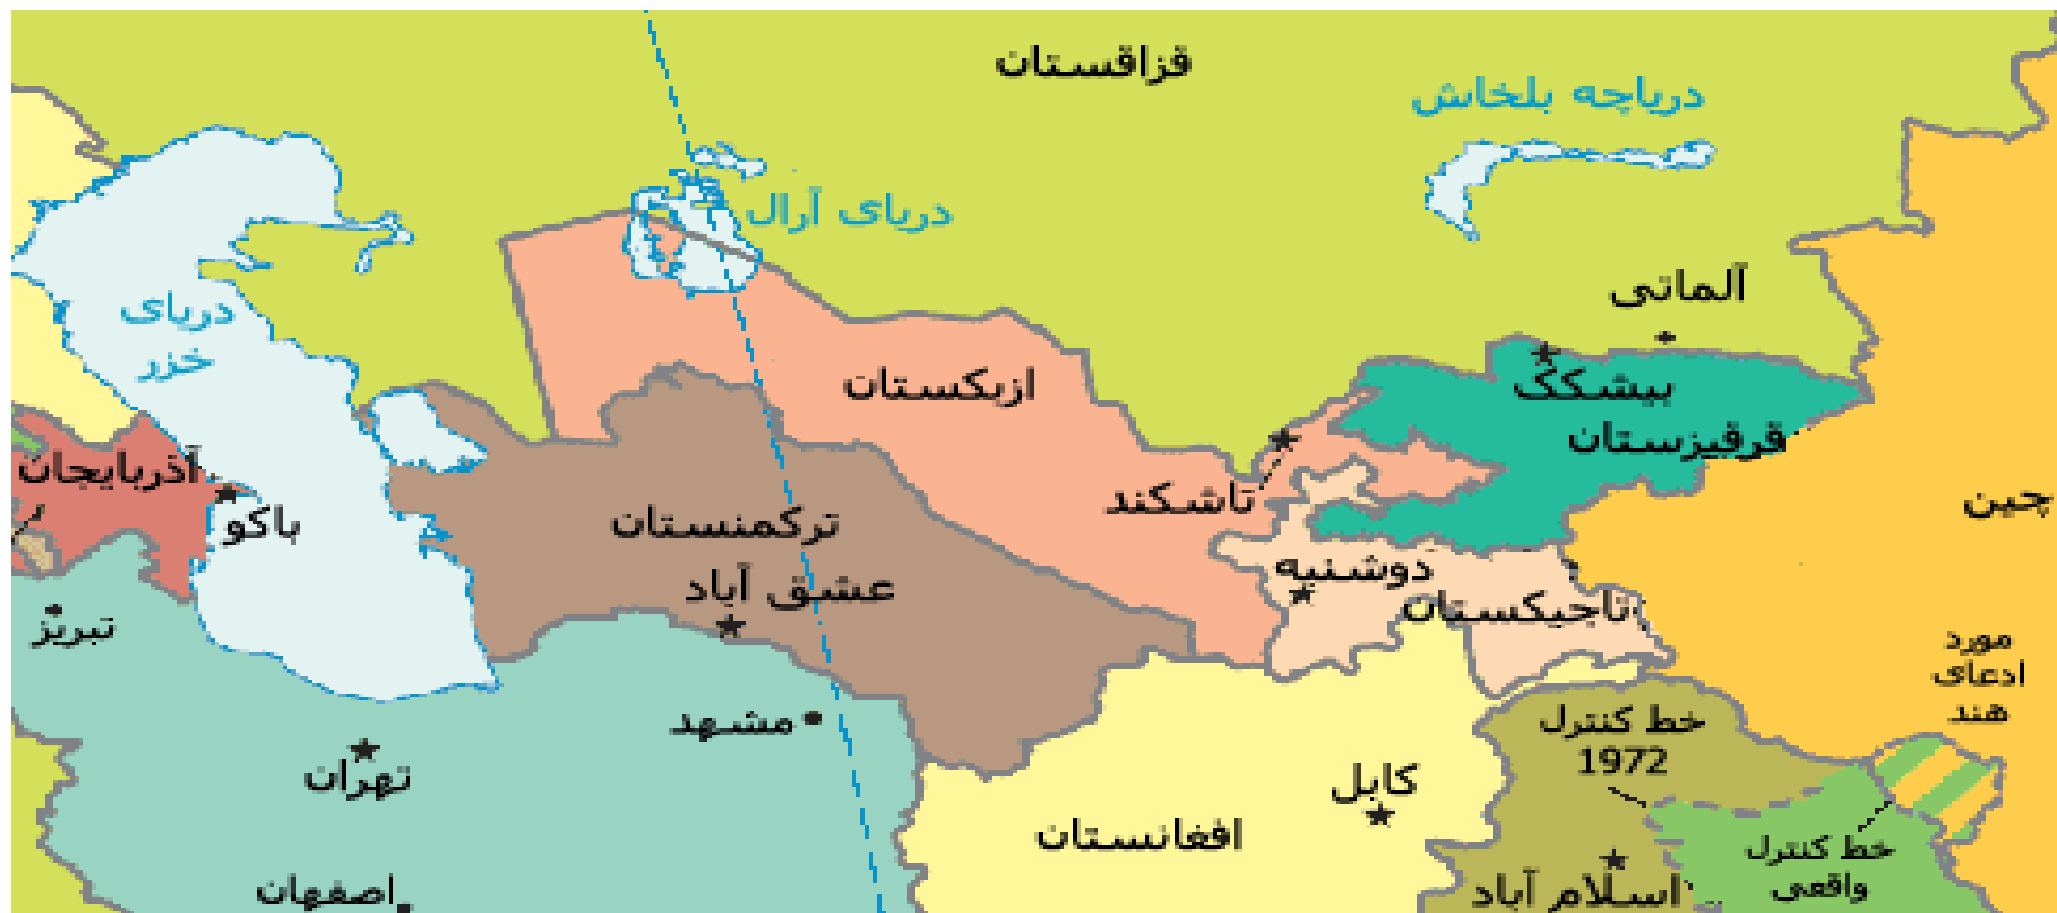 قزاقستان
دریاچه بلخاش
دریای آرال
آلماتی
دریای
خزر
ازبکستان
بیشکک
قرقیزستان
آذربایجان
باکو
تاشکند
چین
ترکمنستان
عشق آباد
دوشنبه
تاجیکستان
تبریز
مورد
ادعای
هند
مشهد
خط کنترل
1972
تهران
کابل
افغانستان
خط کنترل
واقعی
اصفهان
اسلام آباد